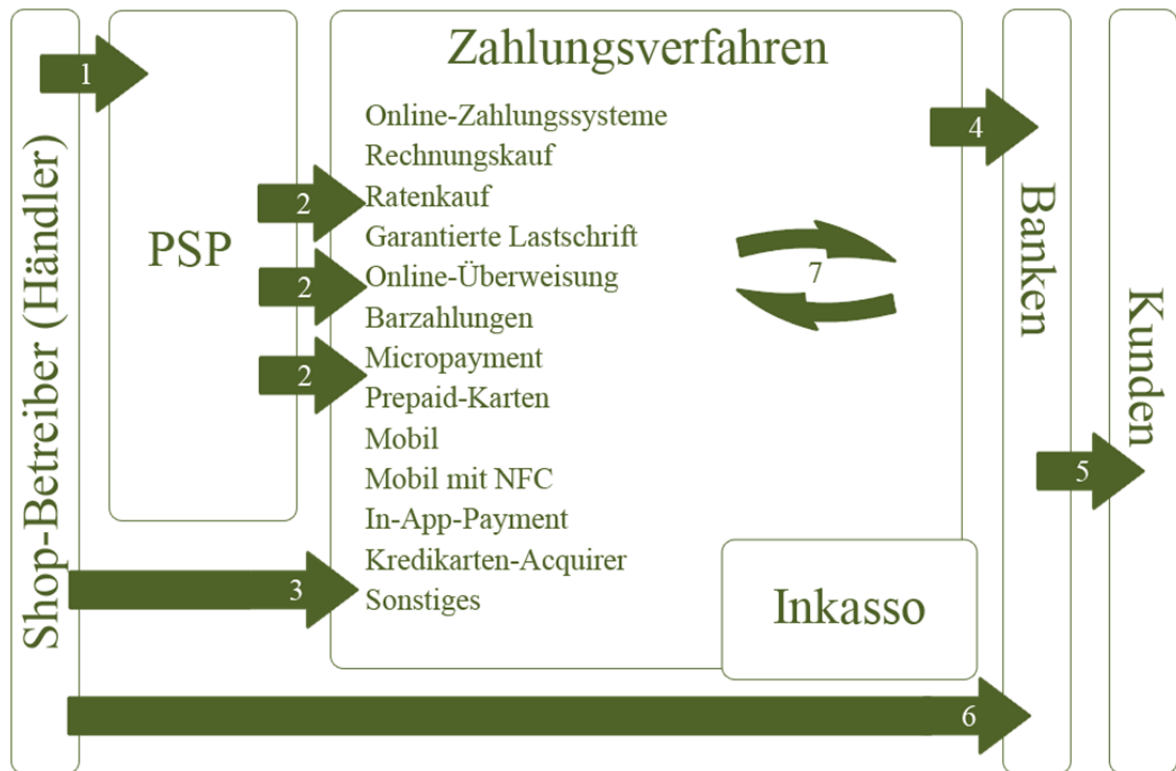 Shop-Betreiber (Händler)
1
PSP
2
2
2
3
Zahlungsverfahren
Online-Zahlungssysteme
Rechnungskauf
Ratenkauf
Garantierte Lastschrift
Online-Überweisung
Barzahlungen
Micropayment
Prepaid-Karten
Mobil
Mobil mit NFC
In-App-Payment
Kredikarten-Acquirer
Sonstiges
7
Inkasso
4
6
Banken
5
Kunden